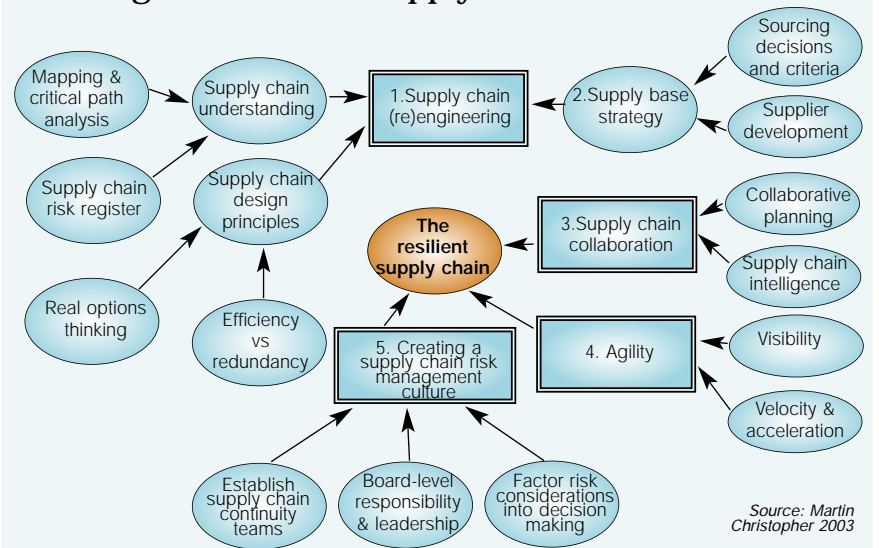 Mapping &
critical path
analysis
Supply chain
understanding
1.Supply chain
(re)engineering
2.Supply base
strategy
Sourcing
decisions
and criteria
Supplier
development
Supply chain
risk register
Supply chain
design
principles
The
resilient
supply chain
3.Supply chain
collaboration
Collaborative
planning
Supply chain
intelligence
Real options
thinking
Efficiency
vs
redundancy
5. Creating a
supply chain risk
management
culture
4. Agility
Visibility
Velocity &
acceleration
Establish
supply chain
continuity
teams
Board-level
responsibility
& leadership
Factor risk
considerations
into decision
making
Source: Martin
Christopher 2003